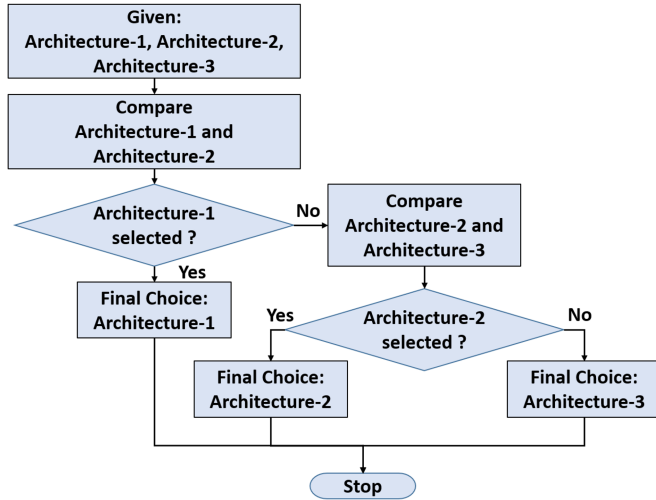 Given:
Architecture-1, Architecture-2,
Architecture-3
Compare
Architecture-1 and
Architecture-2
Architecture-1
selected ?
No
Compare
Architecture-2 and
Architecture-3
Yes
Final Choice:
Architecture-1
Yes
Architecture-2
selected ?
No
Final Choice:
Architecture-2
Final Choice:
Architecture-3
Stop